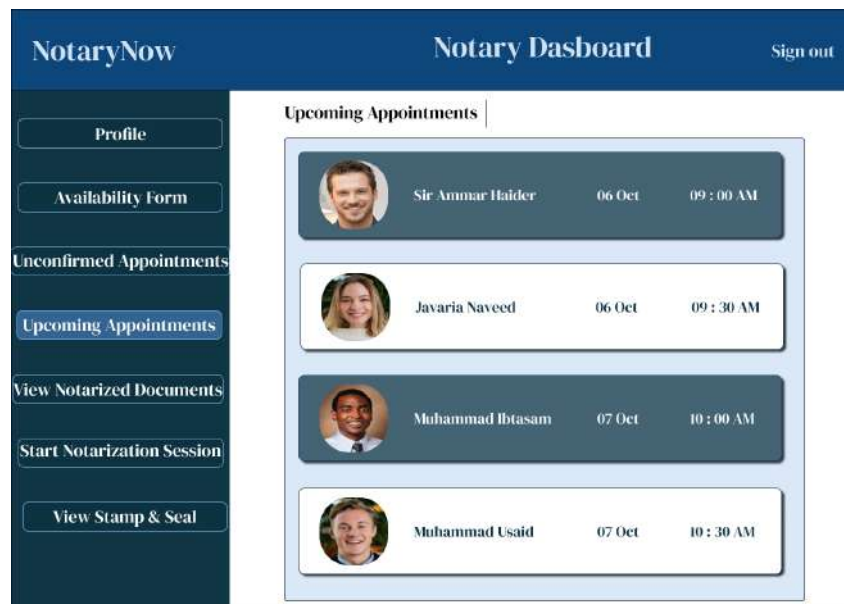 NotaryNow
Notary Dasboard
Sign out
Profile
Availability Form
Unconfirmed Appointments
Upcoming Appointments
View Notarized Documents
Start Notarization Session
View Stamp & Seal
Upcoming Appointments
Sir Ammar Haider 06 Oct 09 : 00 AM
Javaria Naveed 06 Oct 09 : 30 AM
Muhammad Ibtasam 07 Oct 10 : 00 AM
Muhammad Usaid 07 Oct 10 : 30 AM